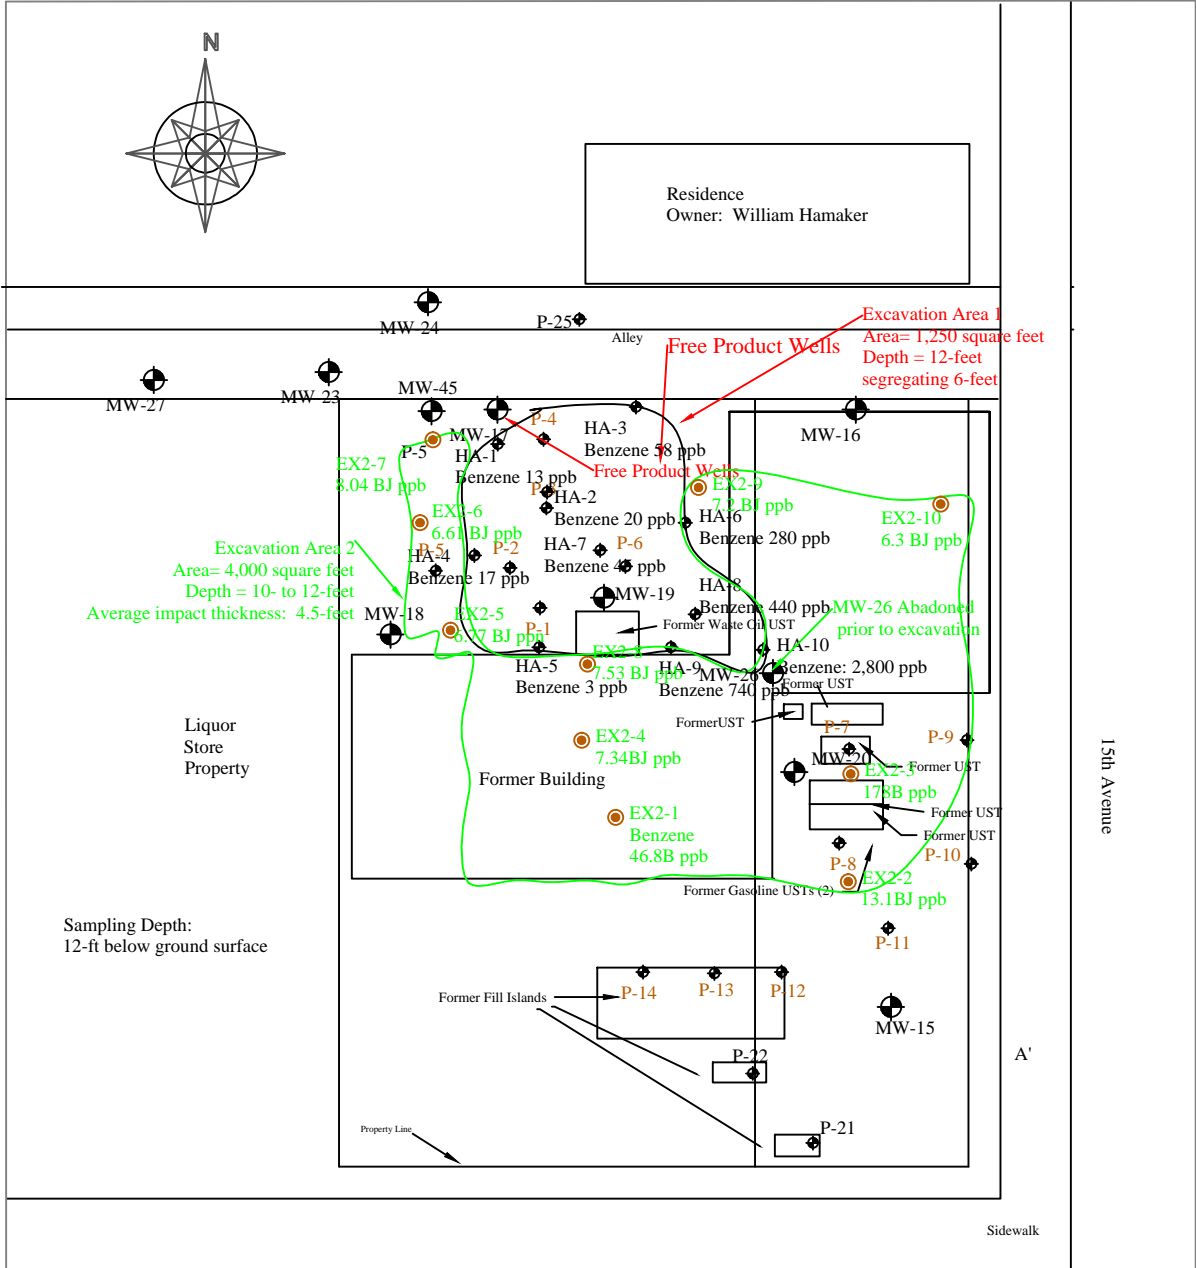 N
Residence
Owner: William Hamaker
MW-24
P-25
Alley
Excavation Area 1
Area= 1,250 square feet
Depth = 12-feet
segregating 6-feet
Free Product Wells
MW-27
MW-23
MW-45
MW-17
P-4
MW-16
P-5
HA-1
Benzene 13 ppb
HA-3
Benzene 58 ppb
Free Product Wells
EX2-7
8.04 BJ ppb
HA-2
Benzene 20 ppb
EX2-9
7.2 BJ ppb
EX2-10
6.3 BJ ppb
EX2-6
6.61 BJ ppb
HA-6
Benzene 280 ppb
Excavation Area 2
Area= 4,000 square feet
Depth = 10- to 12-feet
Average impact thickness: 4.5-feet
P-5
HA-4
Benzene 17 ppb
P-2
HA-7
Benzene
ppb
P-6
HA-8
Benzene 440 ppb
MW-19
MW-18
EX2-5
6.77 BJ ppb
P-1
Former Waste Oil UST
MW-26 Abadoned
prior to excavation
HA-5
Benzene 3 ppb
7.53 BJ ppb
HA-9
Benzene 740 ppb
MW-26
HA-10
Benzene: 2,800 ppb
Former UST
FormerUST
P-7
P-9
Liquor
Store
Property
EX2-4
7.34BJ ppb
Former Building
MW-20
EX2-3
178B ppb
Former UST
Former UST
Former UST
EX2-1
Benzene
46.8B ppb
P-8
P-10
Former Gasoline USTs (2)
EX2-2
13.1BJ ppb
15th Avenue
Sampling Depth:
12-ft below ground surface
P-11
Former Fill Islands
P-14
P-13
P-12
MW-15
P-22
A'
P-21
Property Line
Sidewalk